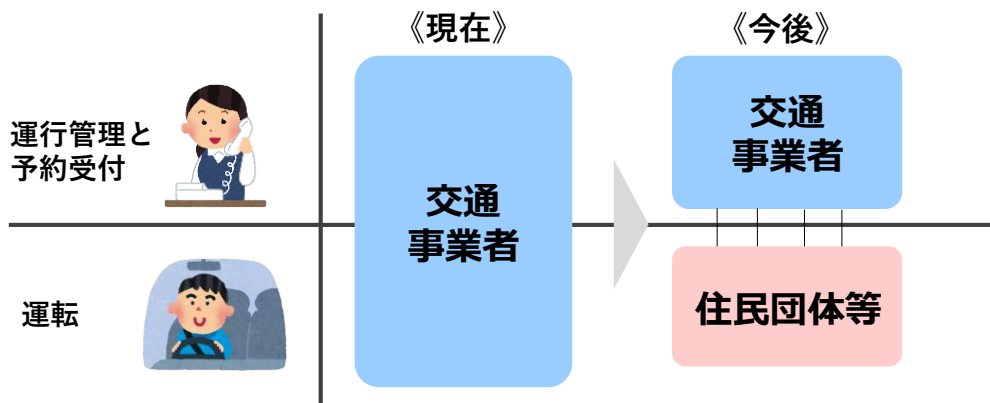 《現在》
《今後》
運行管理と
予約受付
交通
事業者
交通
事業者
運転
住民団体等